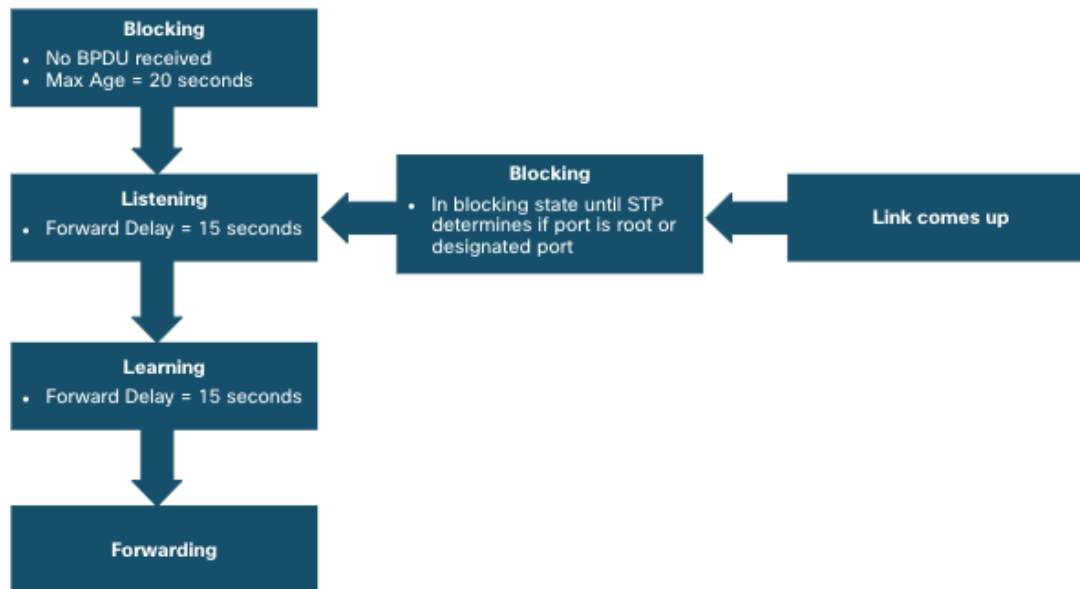 Blocking
• No BPDU received
• Max Age = 20 seconds
Listening
• Forward Delay = 15 seconds
Blocking
• In blocking state until STP
determines if port is root or
designated port
Link comes up
Learning
• Forward Delay = 15 seconds
Forwarding